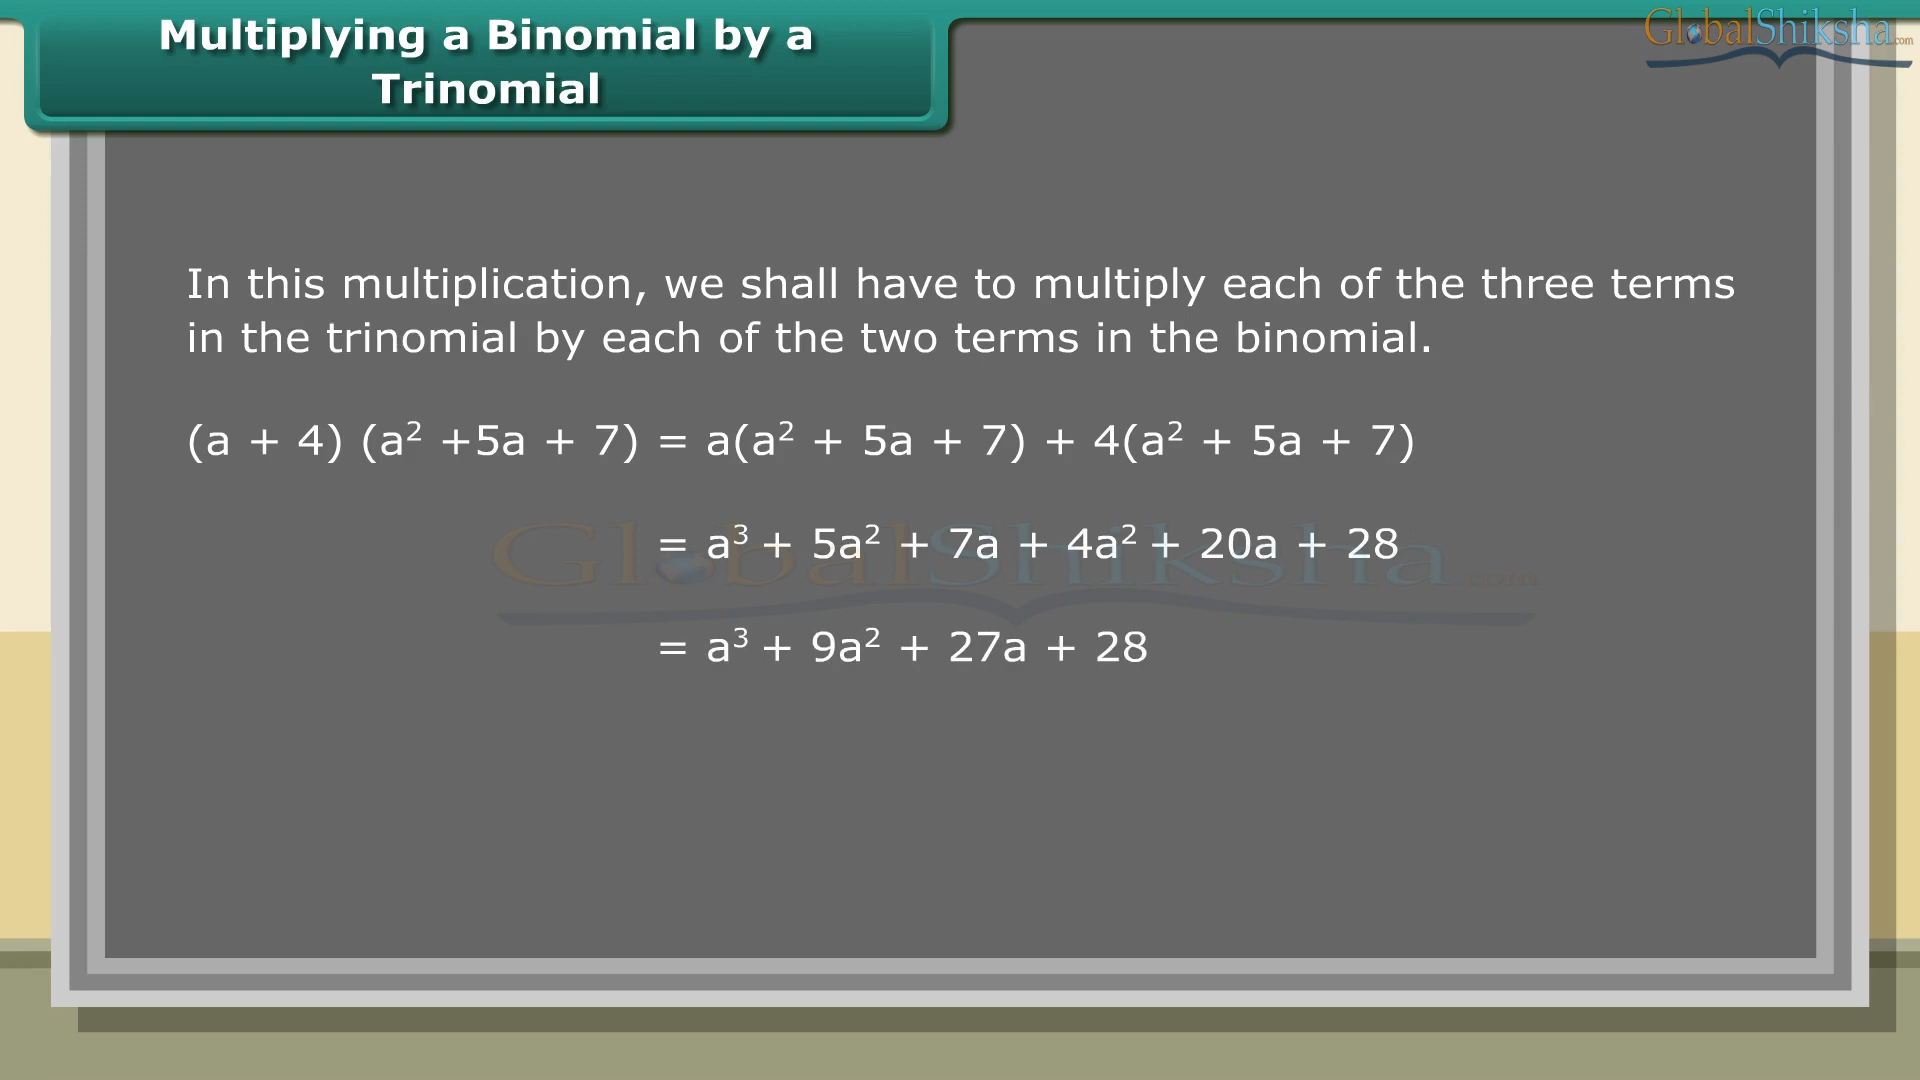 Multiplying a Binomial by a
Trinomial
GlobalShiksha.com
In this multiplication, we shall have to multiply each of the three terms
in the trinomial by each of the two terms in the binomial.
(a + 4) (a² +5a + 7) = a(a² + 5a + 7) + 4(a² + 5a + 7)
= a³ + 5a² + 7a + 4a² + 20a + 28
GlobalShiksha.com
= a³ + 9a² + 27a + 28